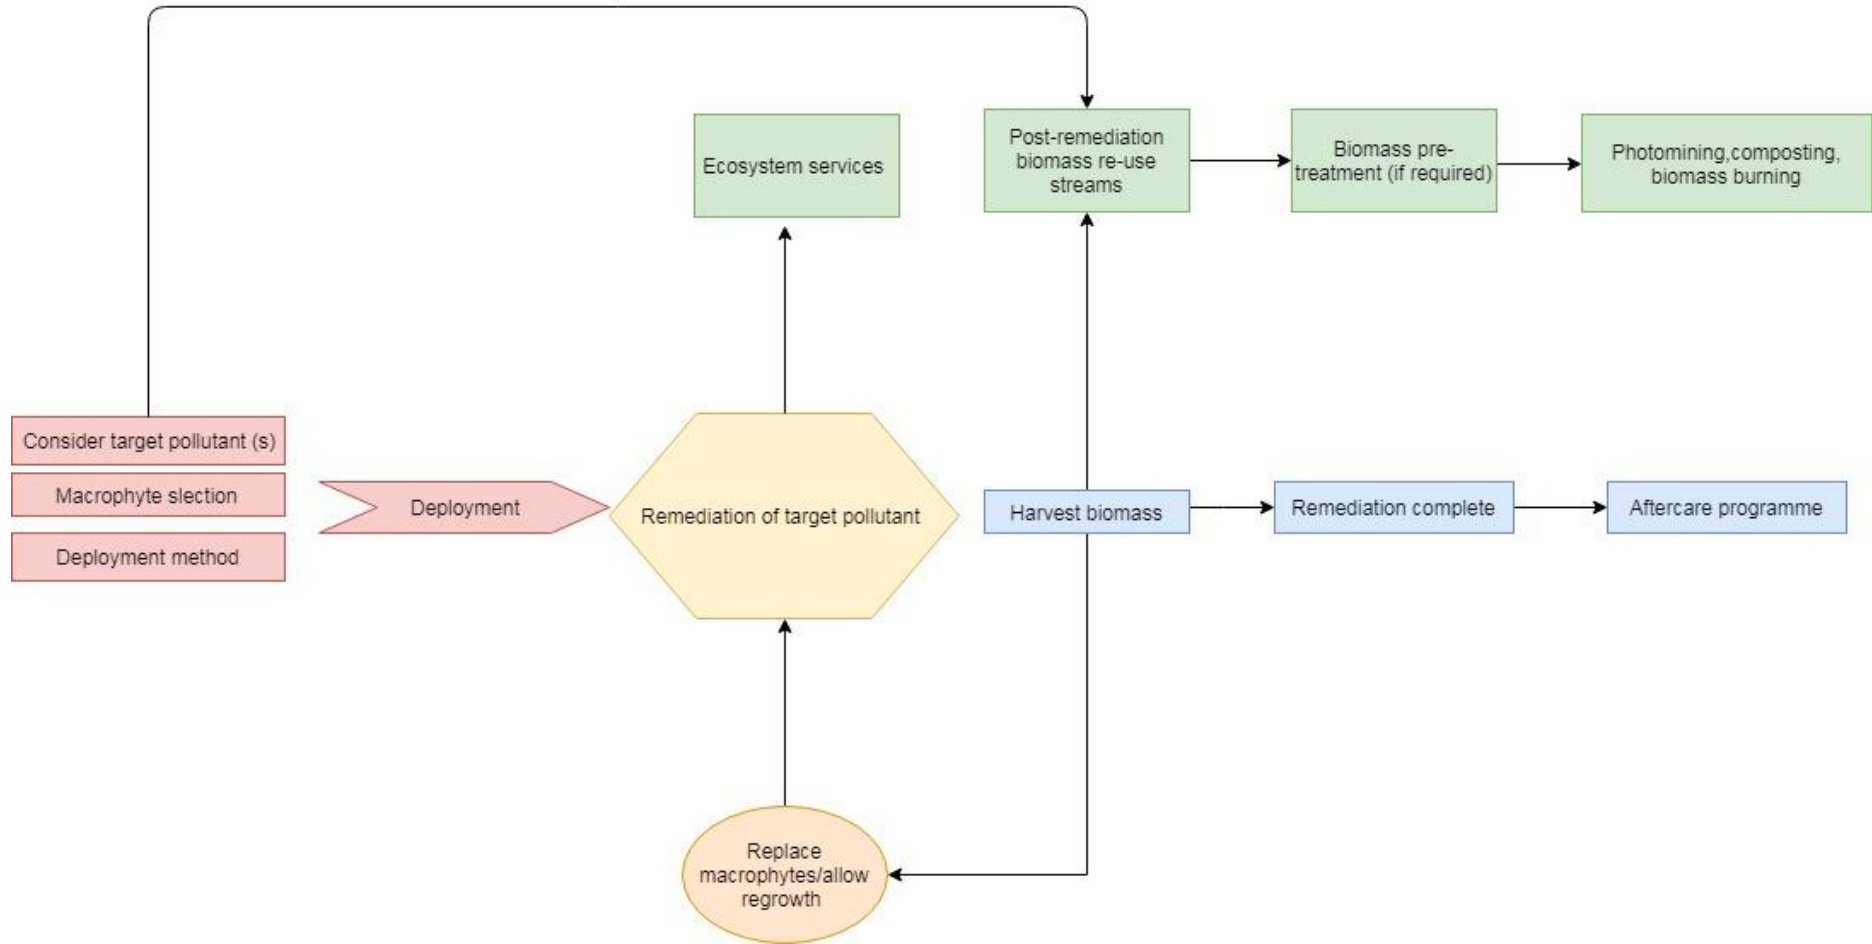 Ecosystem services
Post-remediation
biomass re-use
streams
Biomass pre-
treatment (if required)
Photomining,composting,
biomass burning
Consider target pollutant (s)
Macrophyte slection
Deployment method
Deployment
Remediation of target pollutant
Harvest biomass
Remediation complete
Aftercare programme
Replace
macrophytes/allow
regrowth